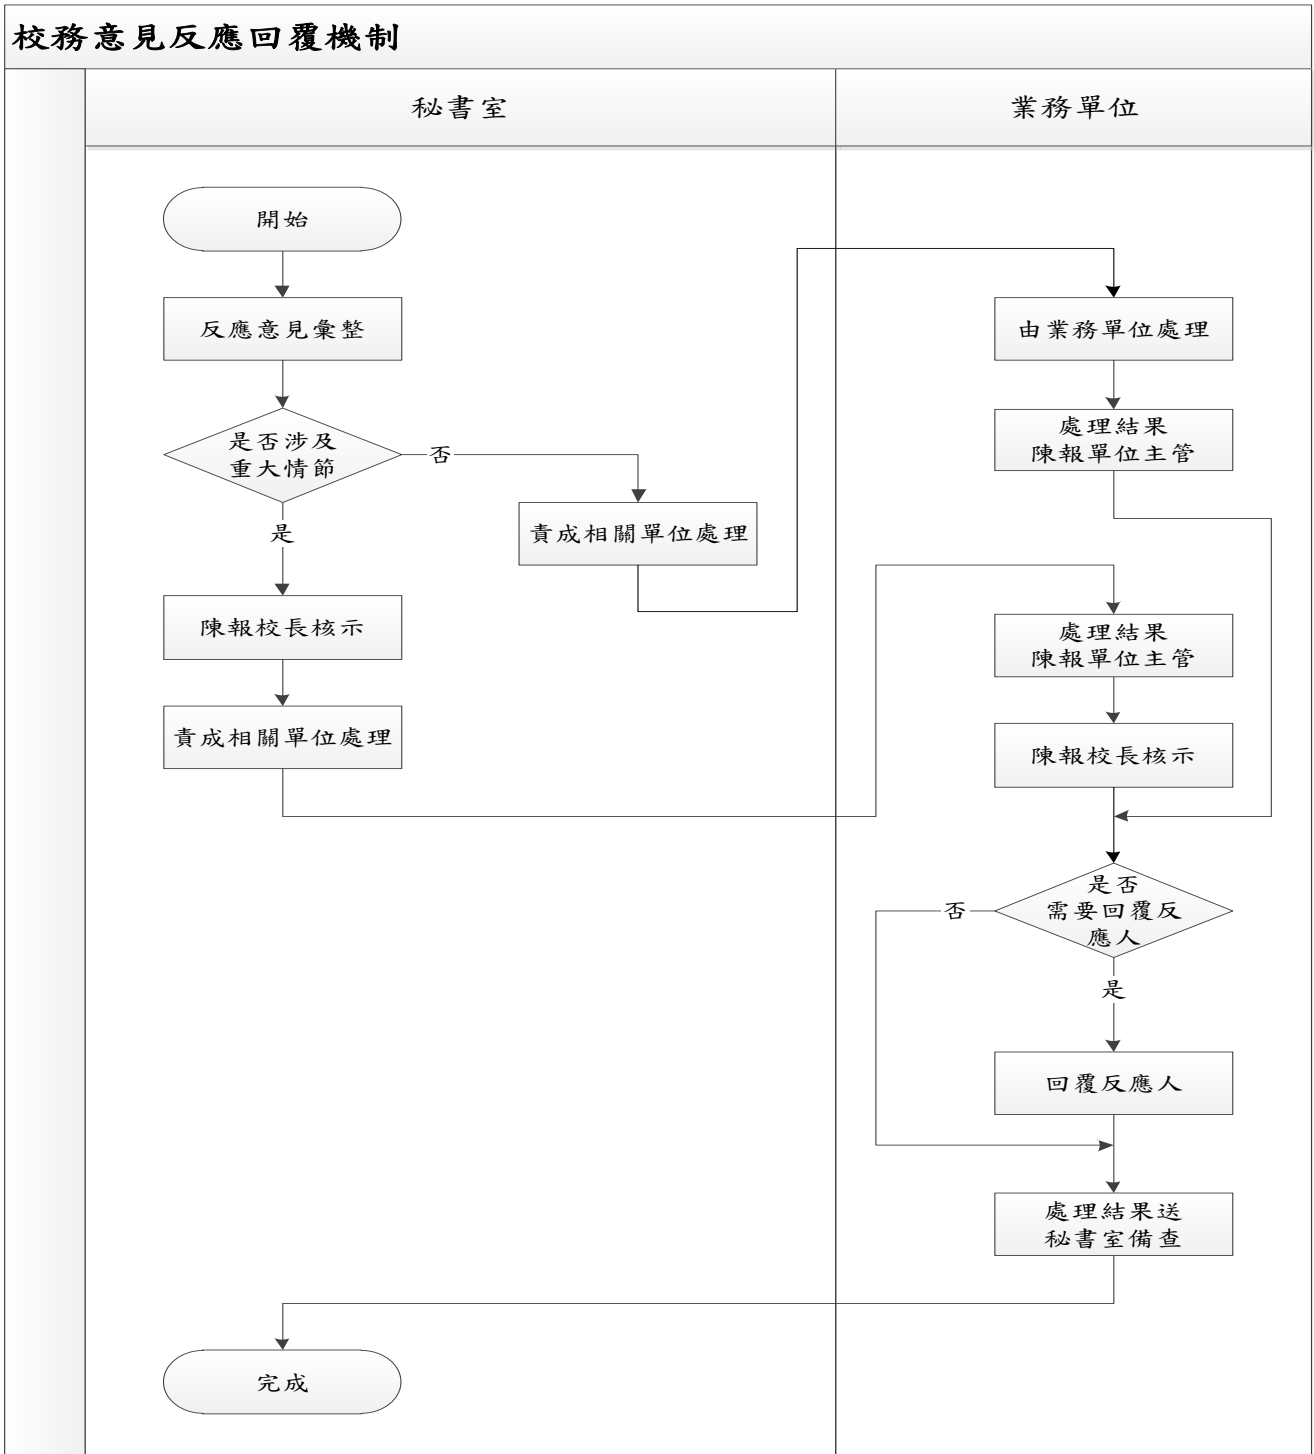 校務意見反應回覆機制
秘書室
業務單位
開始
反應意見彙整
是否涉及
重大情節
否
是
責成相關單位處理
陳報校長核示
責成相關單位處理
由業務單位處理
處理結果
陳報單位主管
處理結果
陳報單位主管
陳報校長核示
是否
需要回覆反
應人
否
是
回覆反應人
處理結果送
秘書室備查
完成